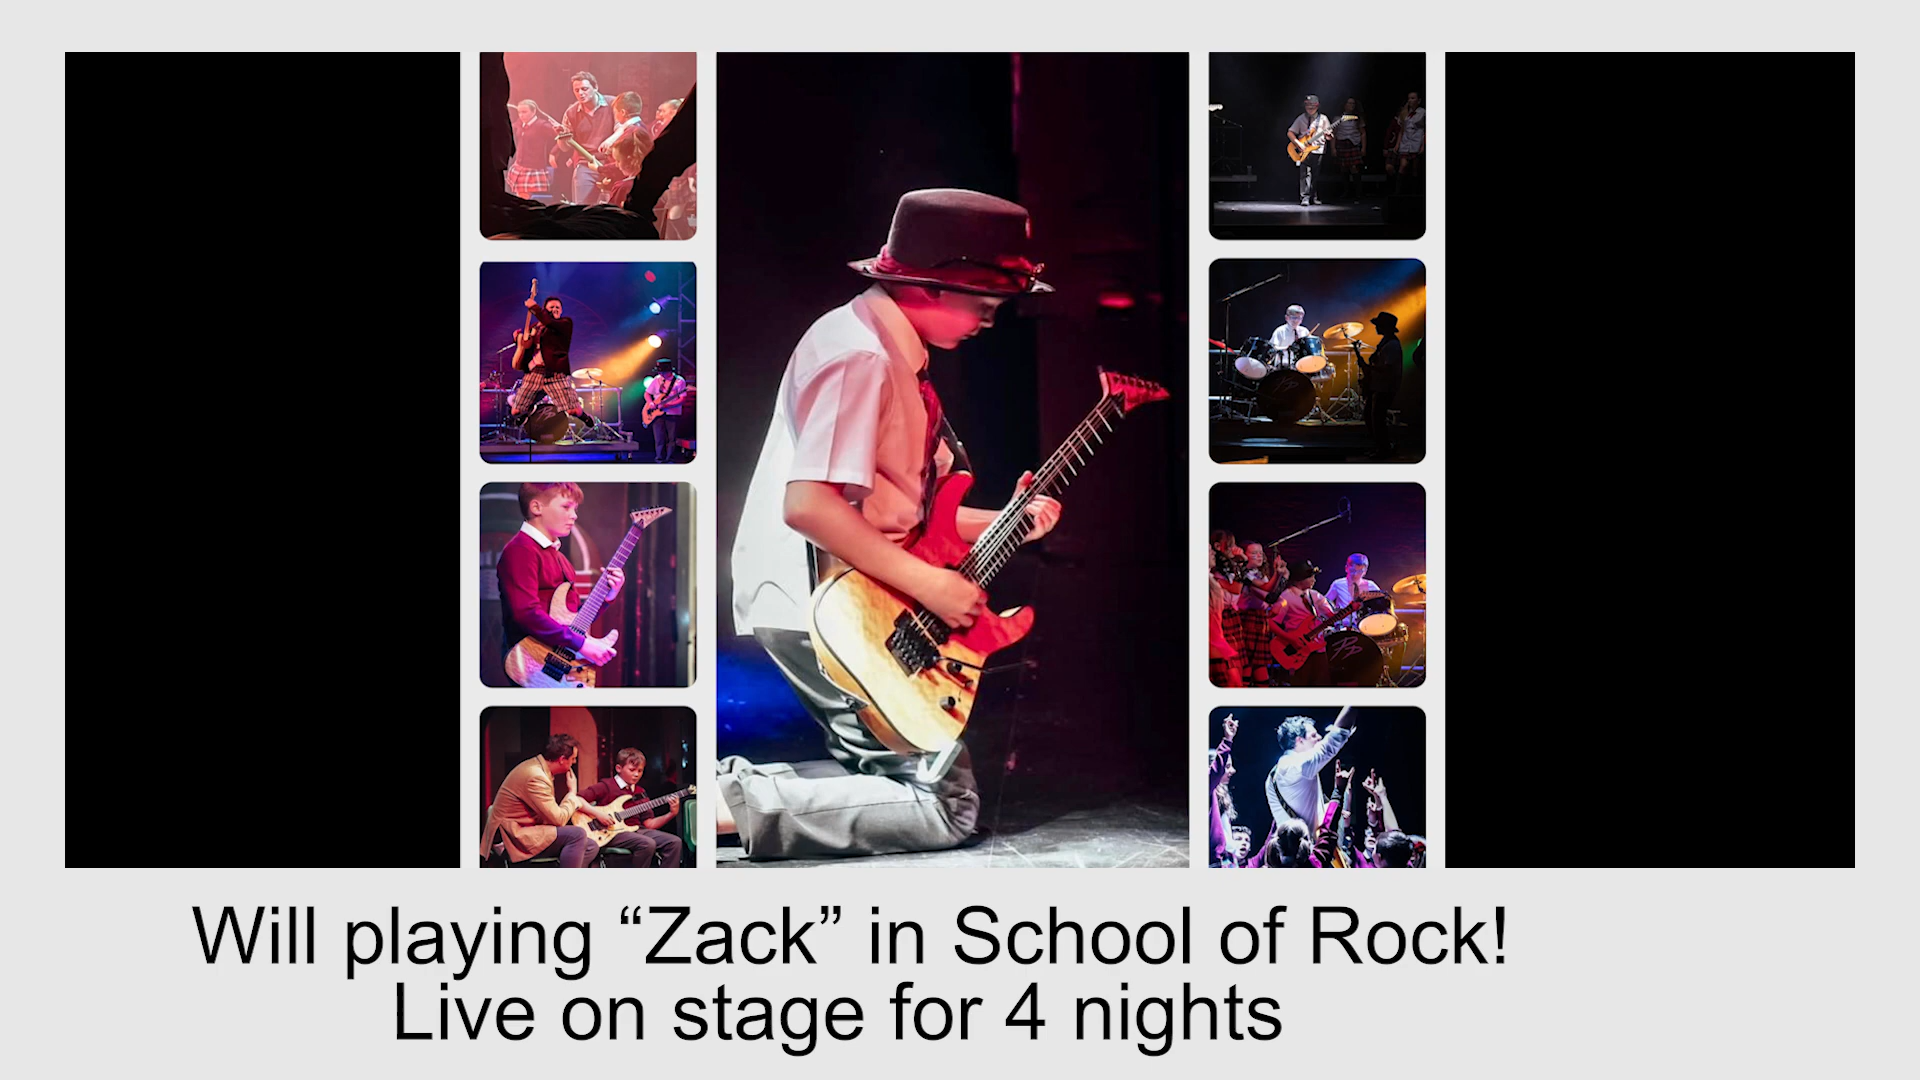 Will playing “Zack” in School of Rock!
Live on stage for 4 nights